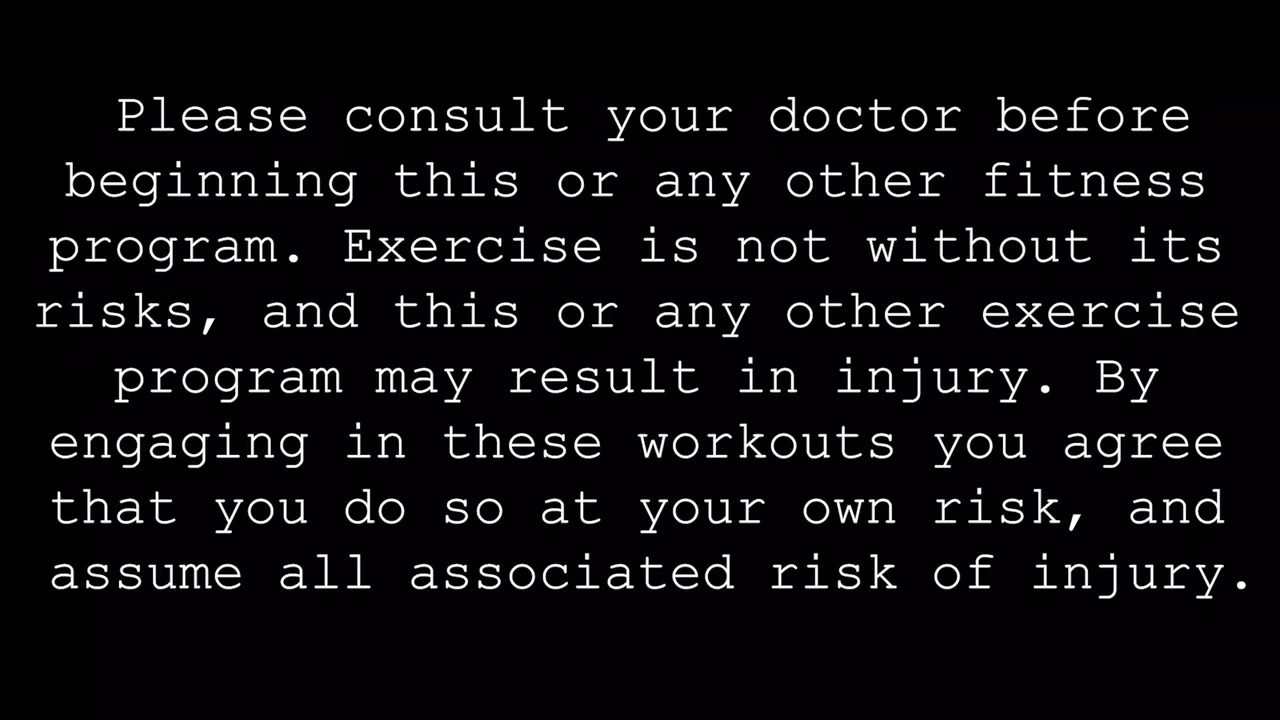 Please consult your doctor before
beginning this or any other fitness
program. Exercise is not without its
risks, and this or any other exercise
program may result in injury. By
engaging in these workouts you agree
that you do so at your own risk, and
assume all associated risk of injury.